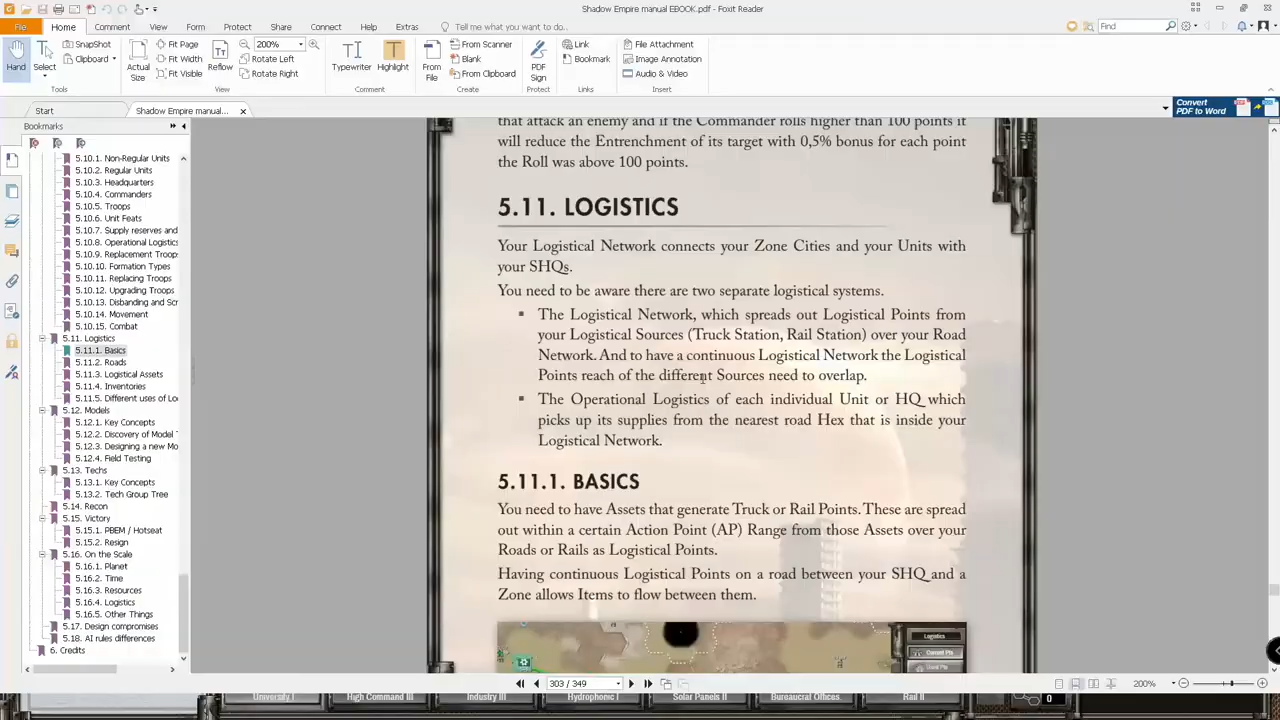 Shadow Empire manual EBOOK.pdf - Foxit Reader
File Home Comment View Form Protect Share Connect Help Extras Tell me what you want to do... Find
Hand
Select
SnapShot
Clipboard
Tools
Actual Size
Fit Page
Fit Width
Fit Visible
Reflow
200%
Rotate Left
Rotate Right
View
Typewriter
Highlight
Comment
From File
From Scanner
Blank
From Clipboard
Create
PDF Sign
Protect
Link
Bookmark
Links
File Attachment
Image Annotation
Audio & Video
Insert
Start
Shadow Empire manual...
Convert PDF to Word
Bookmarks
5.10.1. Non-Regular Units
5.10.2. Regular Units
5.10.3. Headquarters
5.10.4. Commanders
5.10.5. Troops
5.10.6. Unit Feats
5.10.7. Supply reserves and
5.10.8. Operational Logistics
5.10.9. Replacement Troop
5.10.10. Formation Types
5.10.11. Replacing Troops
5.10.12. Upgrading Troops
5.10.13. Disbanding and Scr
5.10.14. Movement
5.10.15. Combat
5.11. Logistics
5.11.1. Basics
5.11.2. Roads
5.11.3. Logistical Assets
5.11.4. Inventories
5.11.5. Different uses of Lo
5.12. Models
5.12.1. Key Concepts
5.12.2. Discovery of Model T
5.12.3. Designing a new Mo
5.12.4. Field Testing
5.13. Techs
5.13.1. Key Concepts
5.13.2. Tech Group Tree
5.14. Recon
5.15. Victory
5.15.1. PBEM / Hotseat
5.15.2. Resign
5.16. On the Scale
5.16.1. Planet
5.16.2. Time
5.16.3. Resources
5.16.4. Logistics
5.16.5. Other Things
5.17. Design compromises
5.18. AI rules differences
6. Credits
that attack an enemy and if the Commander rolls higher than 100 points it
will reduce the Entrenchment of its target with 0,5% bonus for each point
the Roll was above 100 points.
5.11. LOGISTICS
Your Logistical Network connects your Zone Cities and your Units with
your SHQs.
You need to be aware there are two separate logistical systems.
▪ The Logistical Network, which spreads out Logistical Points from
your Logistical Sources (Truck Station, Rail Station) over your Road
Network. And to have a continuous Logistical Network the Logistical
Points reach of the different Sources need to overlap.
▪ The Operational Logistics of each individual Unit or HQ which
picks up its supplies from the nearest road Hex that is inside your
Logistical Network.
5.11.1. BASICS
You need to have Assets that generate Truck or Rail Points. These are spread
out within a certain Action Point (AP) Range from those Assets over your
Roads or Rails as Logistical Points.
Having continuous Logistical Points on a road between your SHQ and a
Zone allows Items to flow between them.
Logistics
Current Pts
303 / 349
200%
University I High Command III Industry III Hydrophonic I Solar Panels II Bureaucrat Offices. Rail II 0